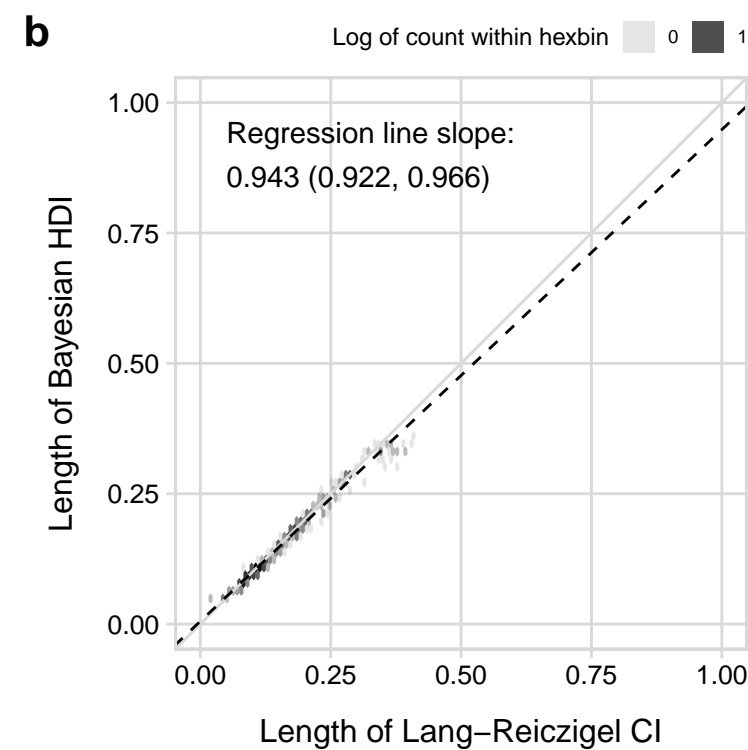 b
Log of count within hexbin 0 1
Regression line slope:
0.943 (0.922, 0.966)
Length of Bayesian HDI
1.00
0.75
0.50
0.25
0.00
0.00 0.25 0.50 0.75 1.00
Length of Lang−Reiczigel CI